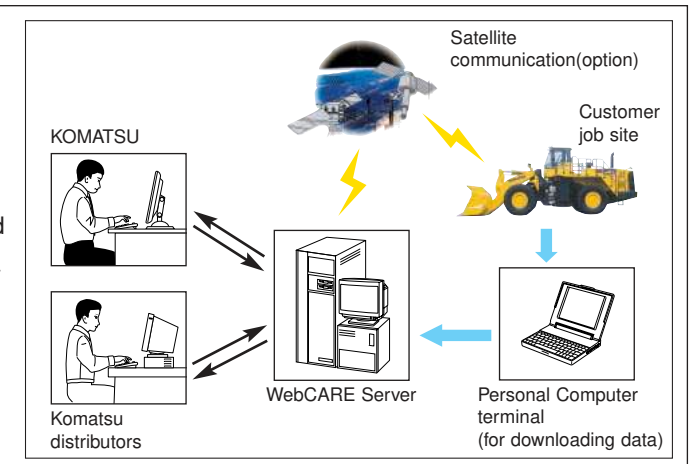 Satellite
communication(option)
Customer
job site
KOMATSU
d
WebCARE Server
Personal Computer
terminal
(for downloading data)
Komatsu
distributors